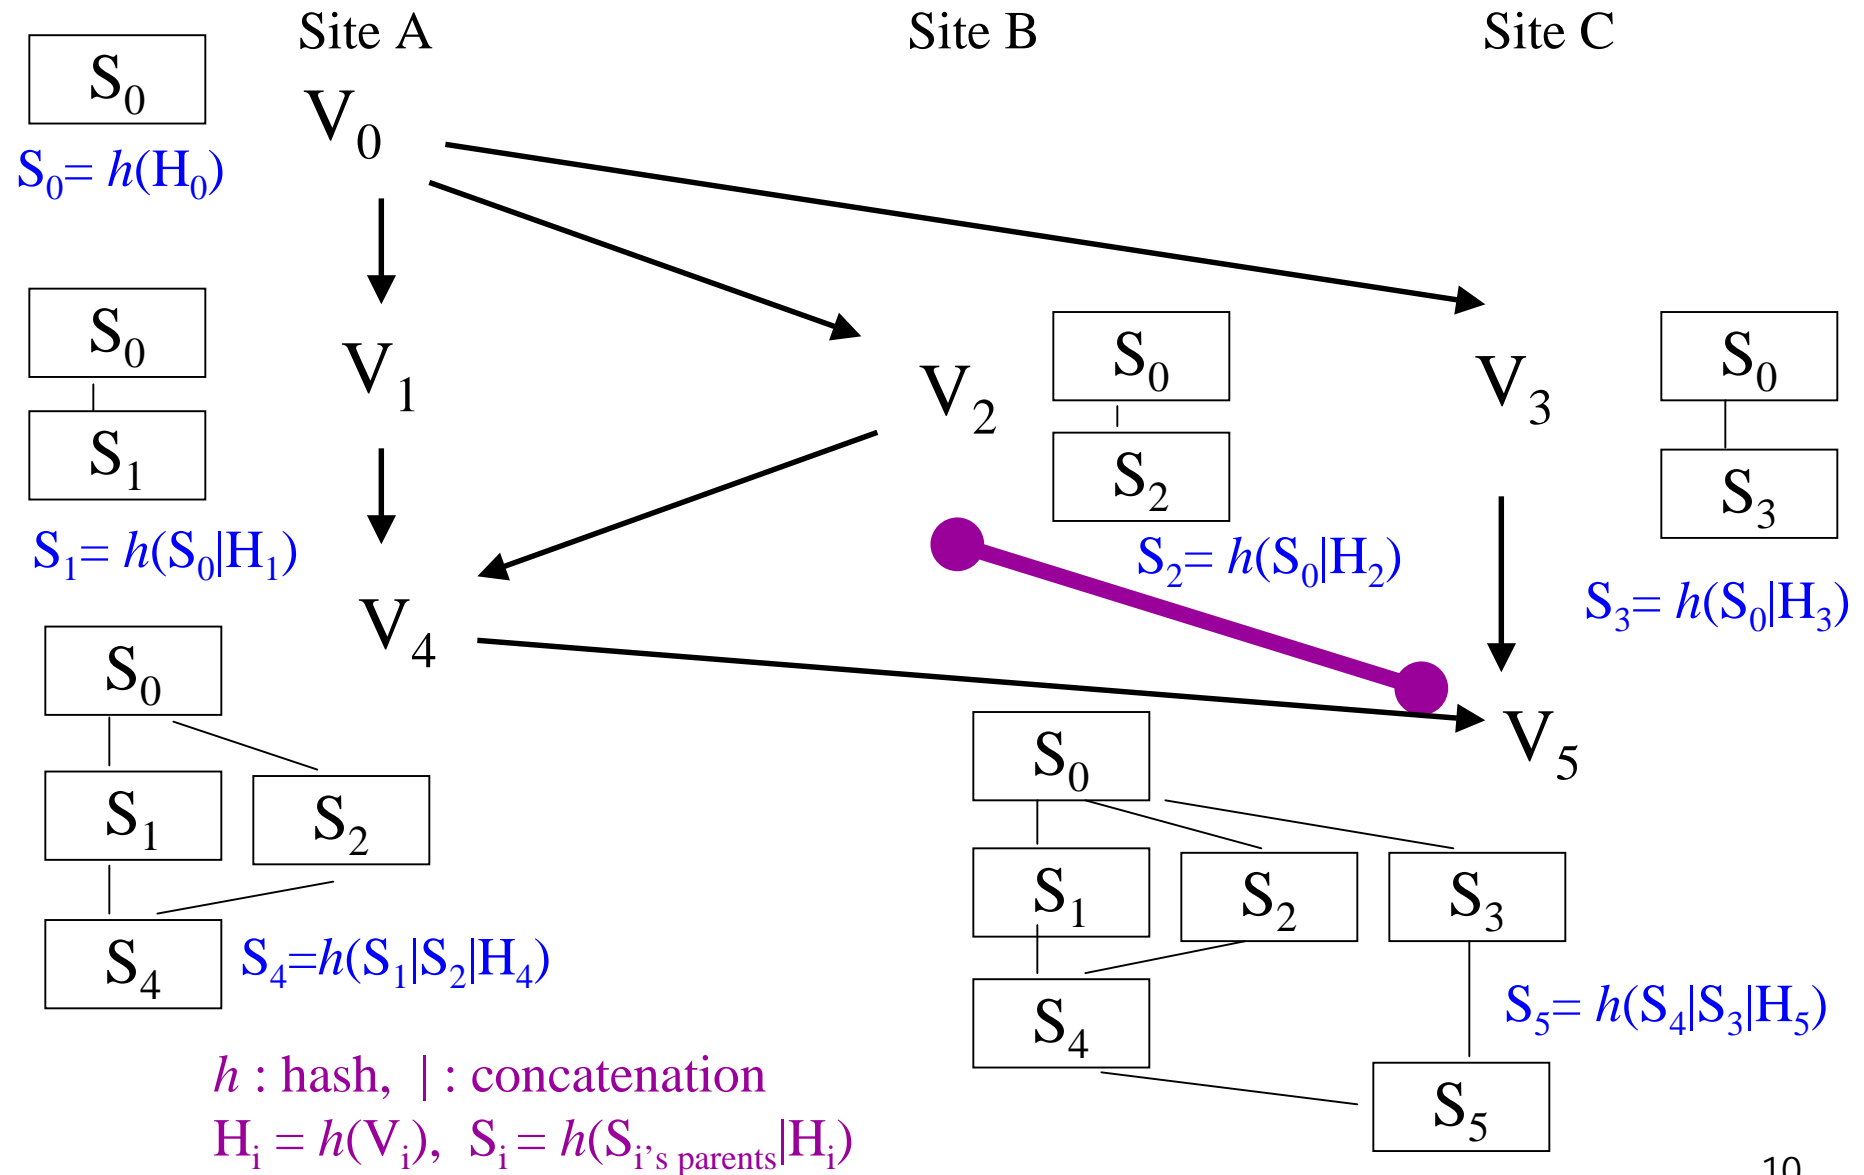 Site A Site B Site C
S₀
V₀
S₀= h(H₀)
S₀
V₁
S₁
S₁= h(S₀|H₁)
V₂
S₀
S₂
S₂= h(S₀|H₂)
V₃
S₀
S₃
S₃= h(S₀|H₃)
V₄
S₀
S₁ S₂
S₄ S₄=h(S₁|S₂|H₄)
V₅
S₀
S₁ S₂ S₃
S₄
S₅= h(S₄|S₃|H₅)
S₅
h : hash, | : concatenation
Hᵢ = h(Vᵢ), Sᵢ = h(Sᵢ’ₛ ₚₐᵣₑₙₜₛ|Hᵢ)
10